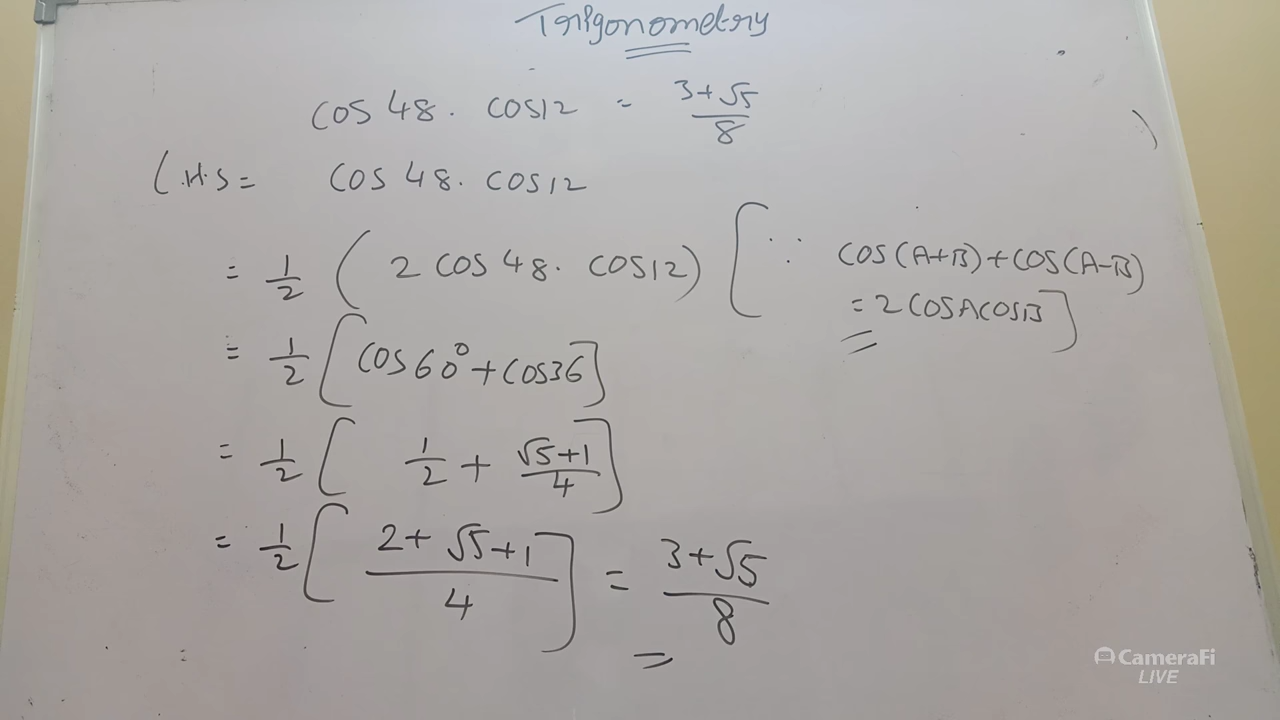 Trigonometry
cos 48 . cos12 = (3+√5)/8
L.H.S = cos 48. cos12
= 1/2 ( 2 cos 48. cos12) [ ∵ cos(A+B)+cos(A-B)
= 2 cosAcosB ]
= 1/2 [cos60°+cos36]
= 1/2 [ 1/2 + (√5+1)/4 ]
= 1/2 [ (2+√5+1)/4 ] = (3+√5)/8
CameraFi
LIVE